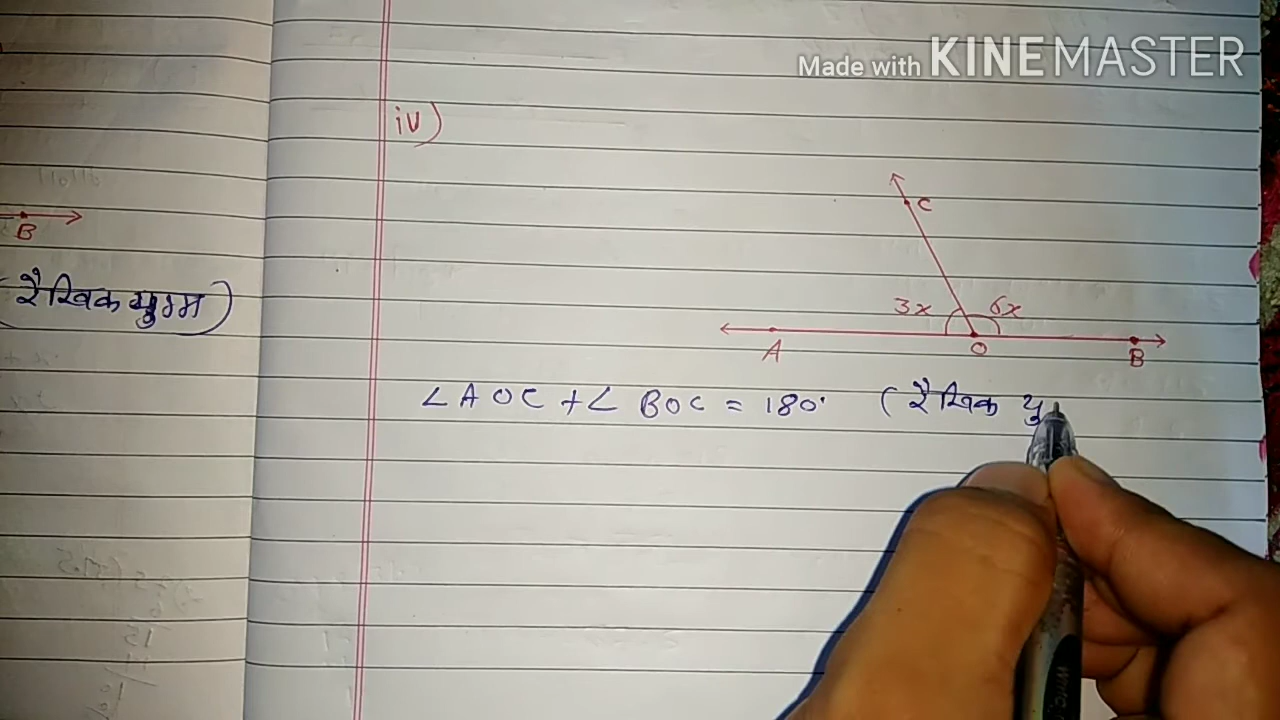 Made with KINEMASTER
iv)
C
3x 6x
A O B
∠AOC + ∠BOC = 180° (रैखिक यु
B
(रैखिक युग्म)